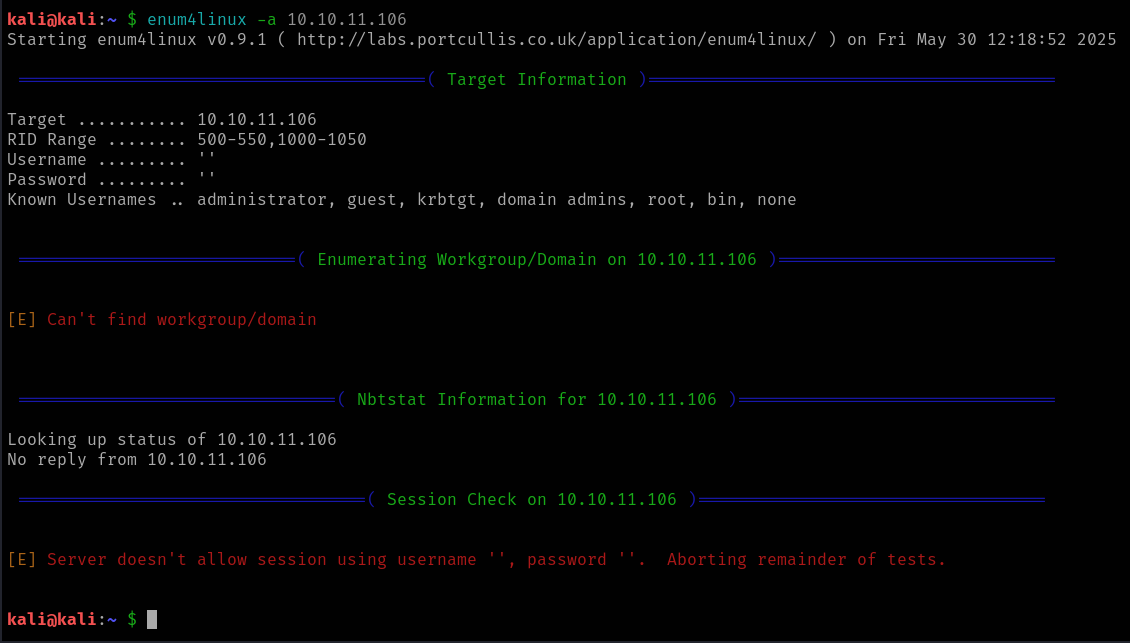 kali@kali:~ $ enum4linux -a 10.10.11.106
Starting enum4linux v0.9.1 ( http://labs.portcullis.co.uk/application/enum4linux/ ) on Fri May 30 12:18:52 2025
=========================================( Target Information )=========================================
Target ........... 10.10.11.106
RID Range ........ 500-550,1000-1050
Username ......... ''
Password ......... ''
Known Usernames .. administrator, guest, krbtgt, domain admins, root, bin, none
============================( Enumerating Workgroup/Domain on 10.10.11.106 )============================
[E] Can't find workgroup/domain
================================( Nbtstat Information for 10.10.11.106 )================================
Looking up status of 10.10.11.106
No reply from 10.10.11.106
===================================( Session Check on 10.10.11.106 )===================================
[E] Server doesn't allow session using username '', password ''.  Aborting remainder of tests.
kali@kali:~ $